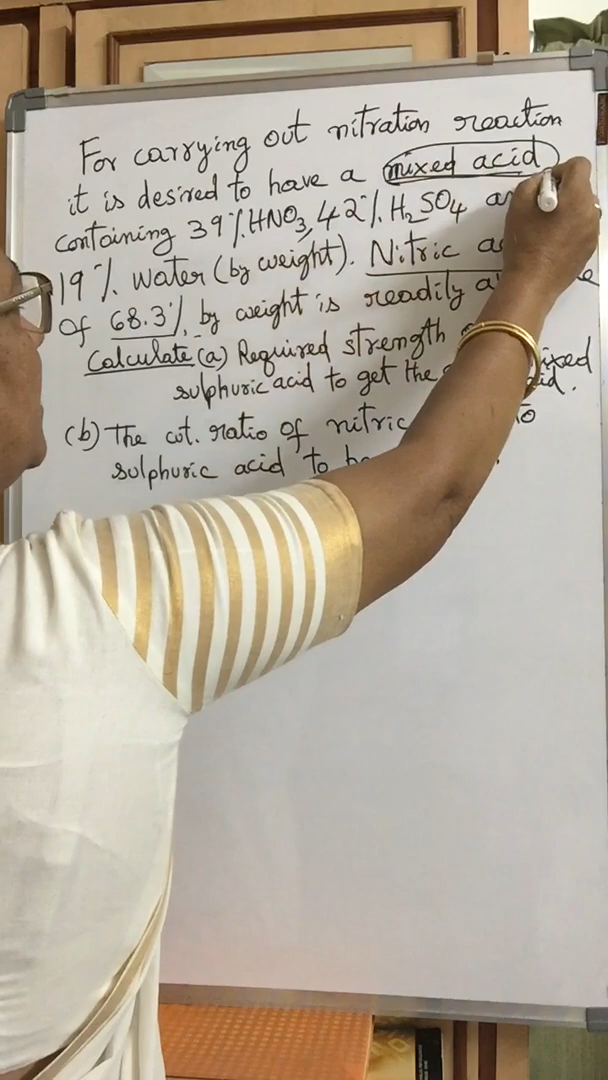 For carrying out nitration reaction
it is desired to have a mixed acid
containing 39% HNO3, 42% H2SO4
19% water (by weight). Nitric
of 68.3% by weight is readily
Calculate (a) Required strength
sulphuric acid to get the
(b) The wt. ratio of nitric to
sulphuric acid to